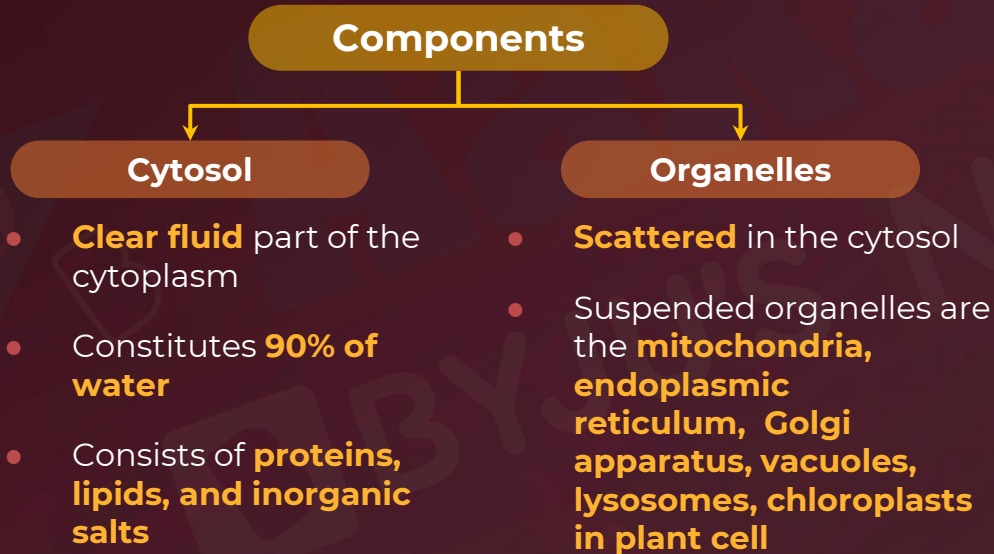 Components
Cytosol
Clear fluid part of the
cytoplasm
Constitutes 90% of
water
Consists of proteins,
lipids, and inorganic
salts
Organelles
Scattered in the cytosol
Suspended organelles are
the mitochondria,
endoplasmic
reticulum, Golgi
apparatus, vacuoles,
lysosomes, chloroplasts
in plant cell
BYJU'S